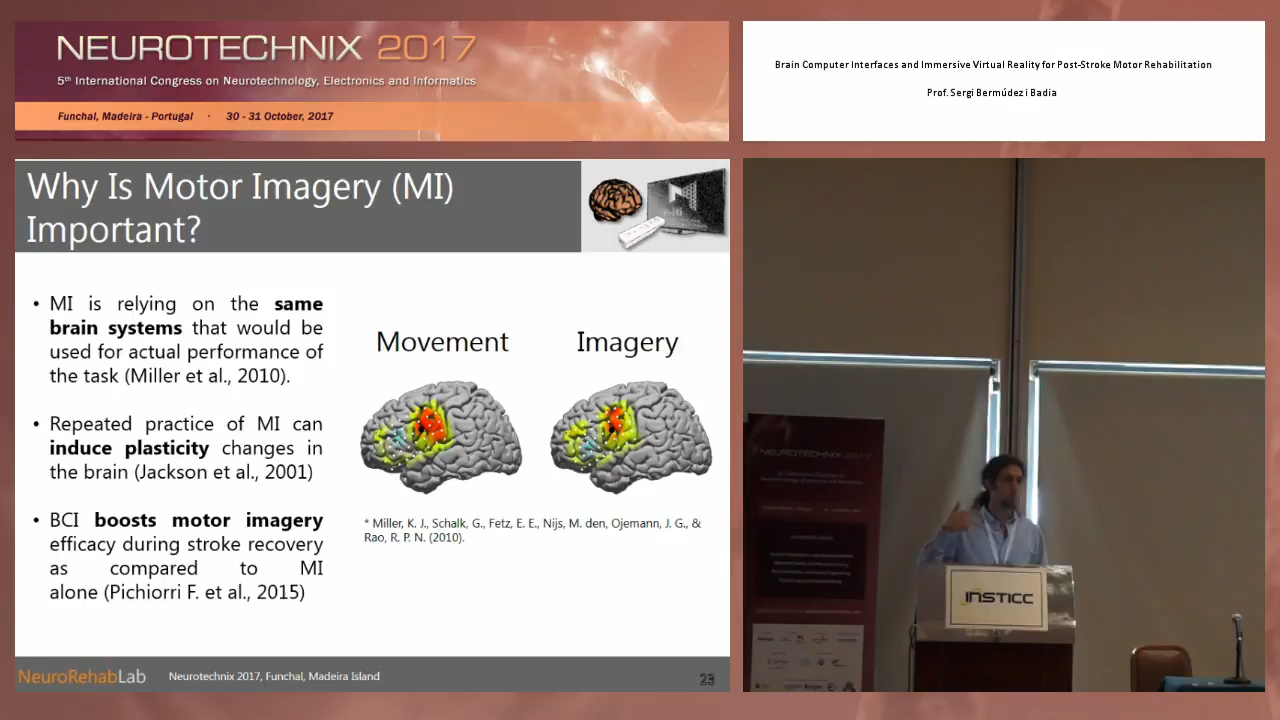 NEUROTECHNIX 2017
5th International Congress on Neurotechnology, Electronics and Informatics
Funchal, Madeira - Portugal · 30 - 31 October, 2017
Brain Computer Interfaces and Immersive Virtual Reality for Post-Stroke Motor Rehabilitation
Prof. Sergi Bermúdez i Badia
Why Is Motor Imagery (MI)
Important?
• MI is relying on the same
brain systems that would be
used for actual performance of
the task (Miller et al., 2010).
• Repeated practice of MI can
induce plasticity changes in
the brain (Jackson et al., 2001)
• BCI boosts motor imagery
efficacy during stroke recovery
as compared to MI
alone (Pichiorri F. et al., 2015)
Movement Imagery
* Miller, K. J., Schalk, G., Fetz, E. E., Nijs, M. den, Ojemann, J. G., &
Rao, R. P. N. (2010).
NeuroRehabLab Neurotechnix 2017, Funchal, Madeira Island 23
NEUROTECHNIX 2017
INSTICC